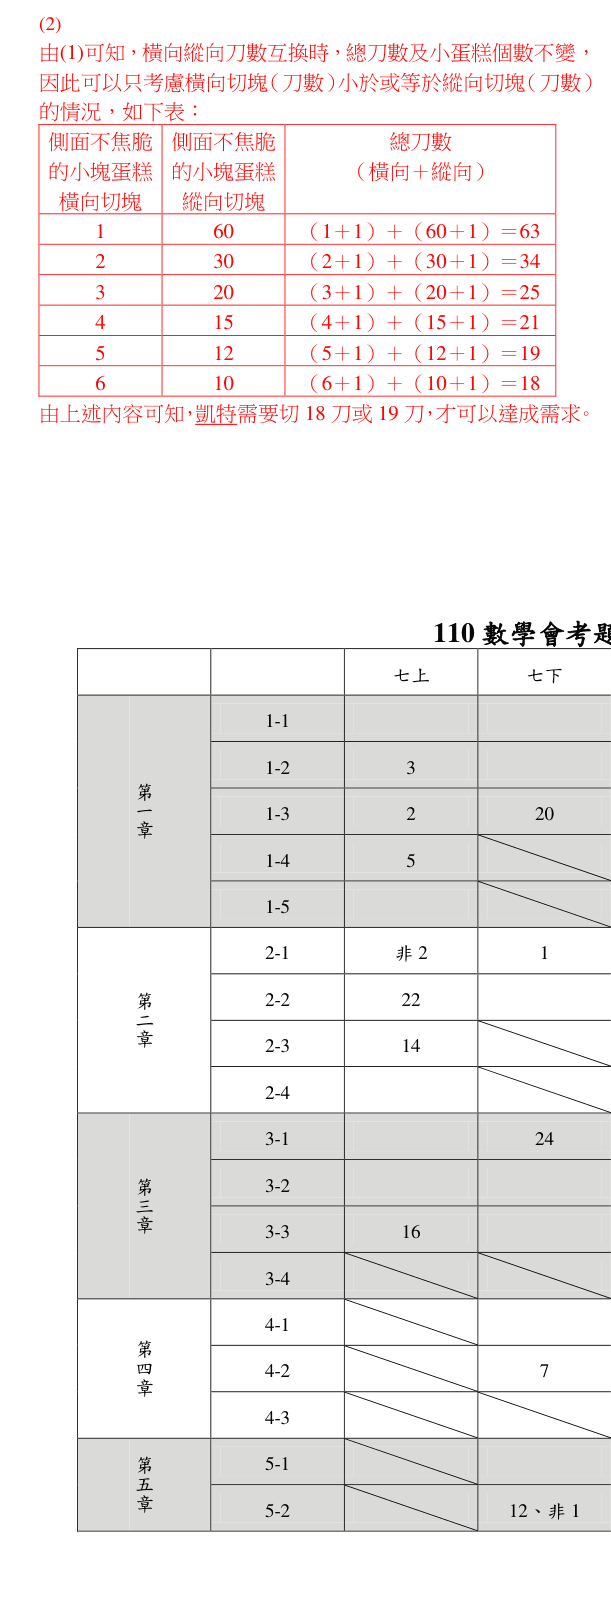 (2)
由(1)可知，橫向縱向刀數互換時，總刀數及小蛋糕個數不變，
因此可以只考慮橫向切塊（刀數）小於或等於縱向切塊（刀數）
的情況，如下表：
側面不焦脆 側面不焦脆 總刀數
的小塊蛋糕 的小塊蛋糕 （橫向＋縱向）
橫向切塊 縱向切塊
1 60 （1＋1）＋（60＋1）＝63
2 30 （2＋1）＋（30＋1）＝34
3 20 （3＋1）＋（20＋1）＝25
4 15 （4＋1）＋（15＋1）＝21
5 12 （5＋1）＋（12＋1）＝19
6 10 （6＋1）＋（10＋1）＝18
由上述內容可知，凱特需要切 18 刀或 19 刀，才可以達成需求。
110 數學會考題
七上 七下
第一章
1-1
1-2 3
1-3 2 20
1-4 5
1-5
第二章
2-1 非 2 1
2-2 22
2-3 14
2-4
第三章
3-1 24
3-2
3-3 16
3-4
第四章
4-1
4-2 7
4-3
第五章
5-1
5-2 12、非 1